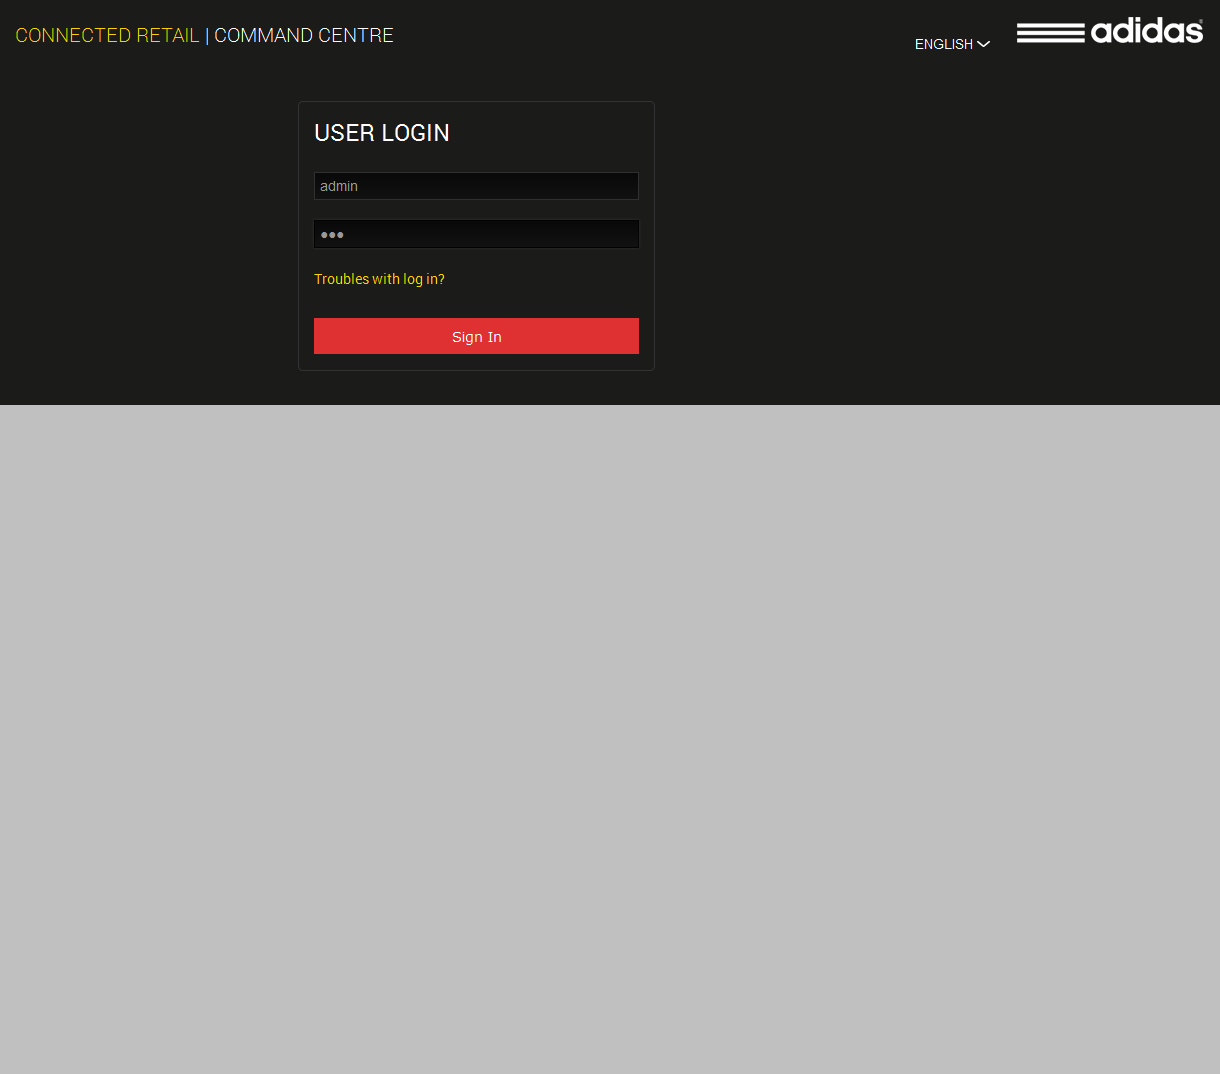 CONNECTED RETAIL | COMMAND CENTRE
ENGLISH
adidas®
USER LOGIN
admin
●●●
Troubles with log in?
Sign In